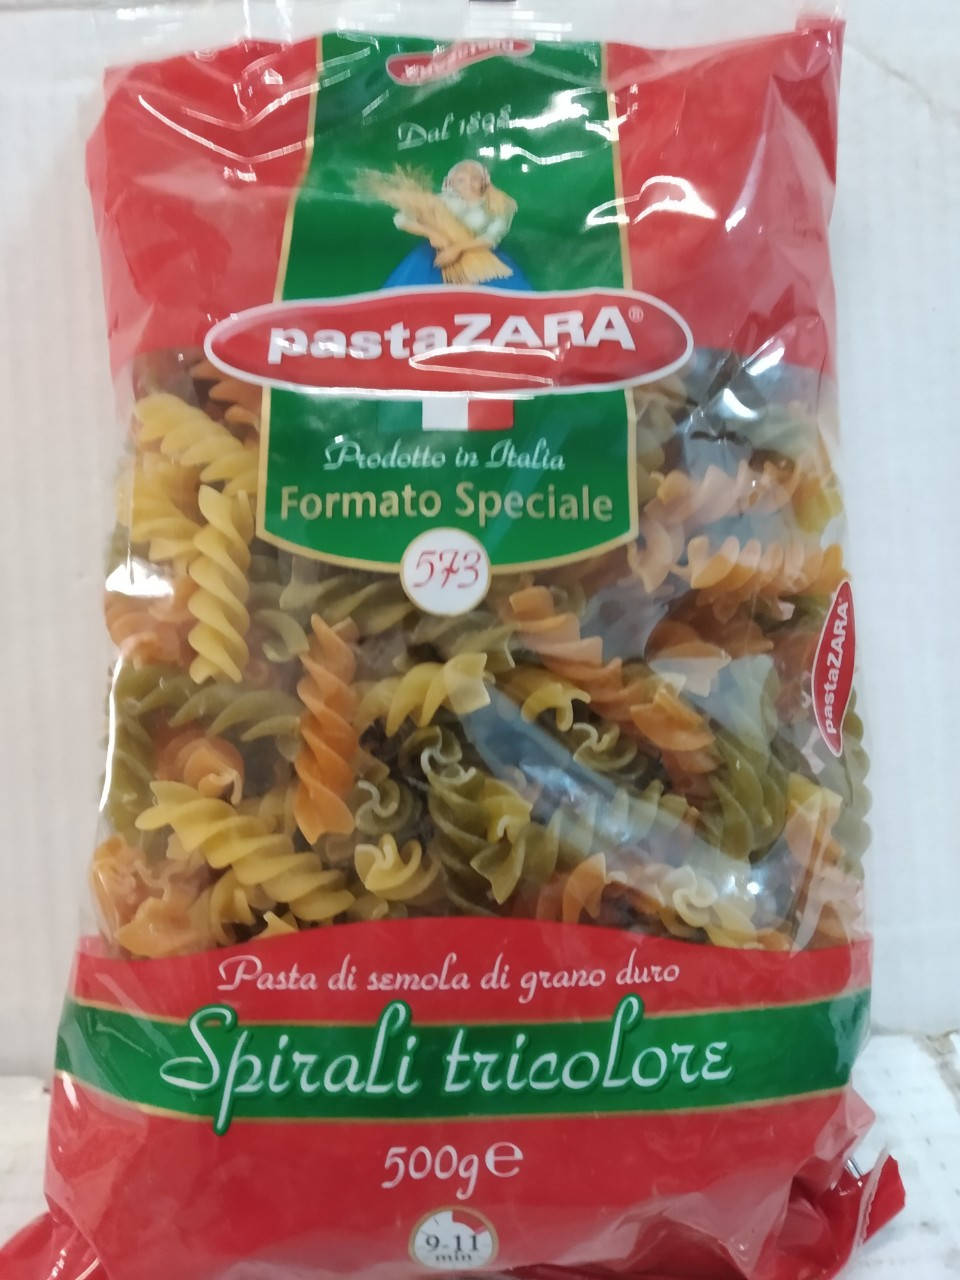 Dal 1898
pastaZARA®
Prodotto in Italia
Formato Speciale
573
pastaZARA®
Pasta di semola di grano duro
Spirali tricolore
500g℮
9-11
min